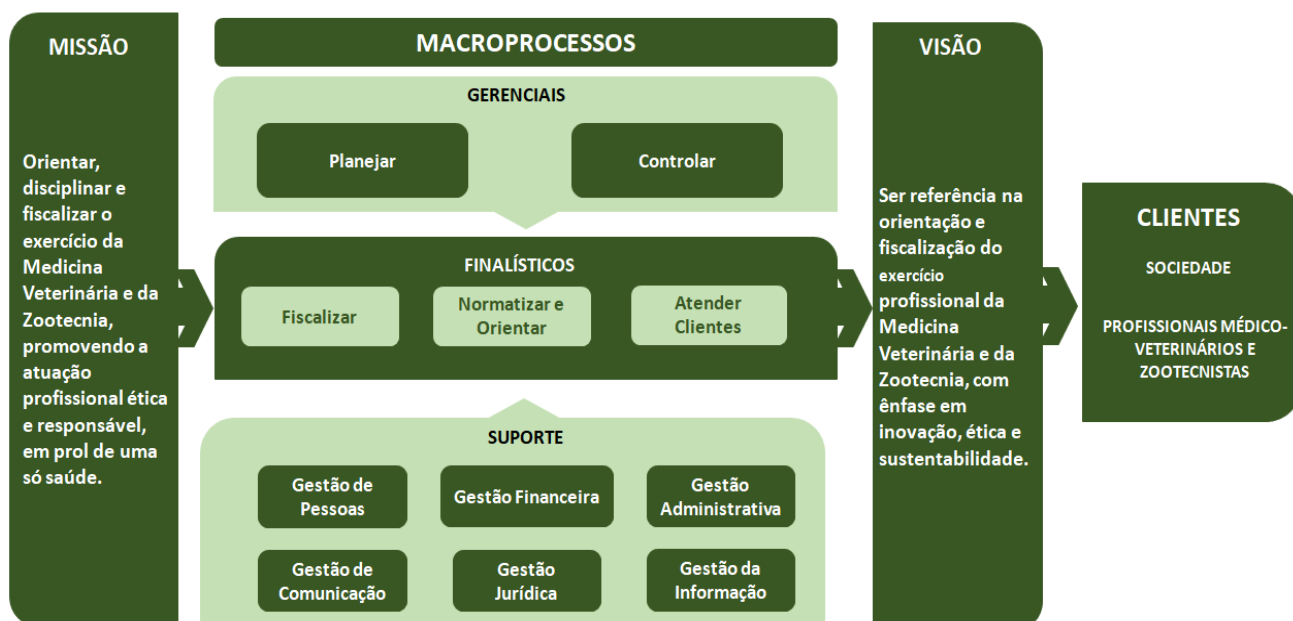 MISSÃO
Orientar,
disciplinar e
fiscalizar o
exercício da
Medicina
Veterinária e da
Zootecnia,
promovendo a
atuação
profissional ética
e responsável,
em prol de uma
só saúde.
MACROPROCESSOS
GERENCIAIS
Planejar
Controlar
FINALÍSTICOS
Fiscalizar
Normatizar e
Orientar
Atender
Clientes
SUPORTE
Gestão de
Pessoas
Gestão Financeira
Gestão
Administrativa
Gestão de
Comunicação
Gestão
Jurídica
Gestão da
Informação
VISÃO
Ser referência na
orientação e
fiscalização do
exercício
profissional da
Medicina
Veterinária e da
Zootecnia, com
ênfase em
inovação, ética e
sustentabilidade.
CLIENTES
SOCIEDADE
PROFISSIONAIS MÉDICO-
VETERINÁRIOS E
ZOOTECNISTAS